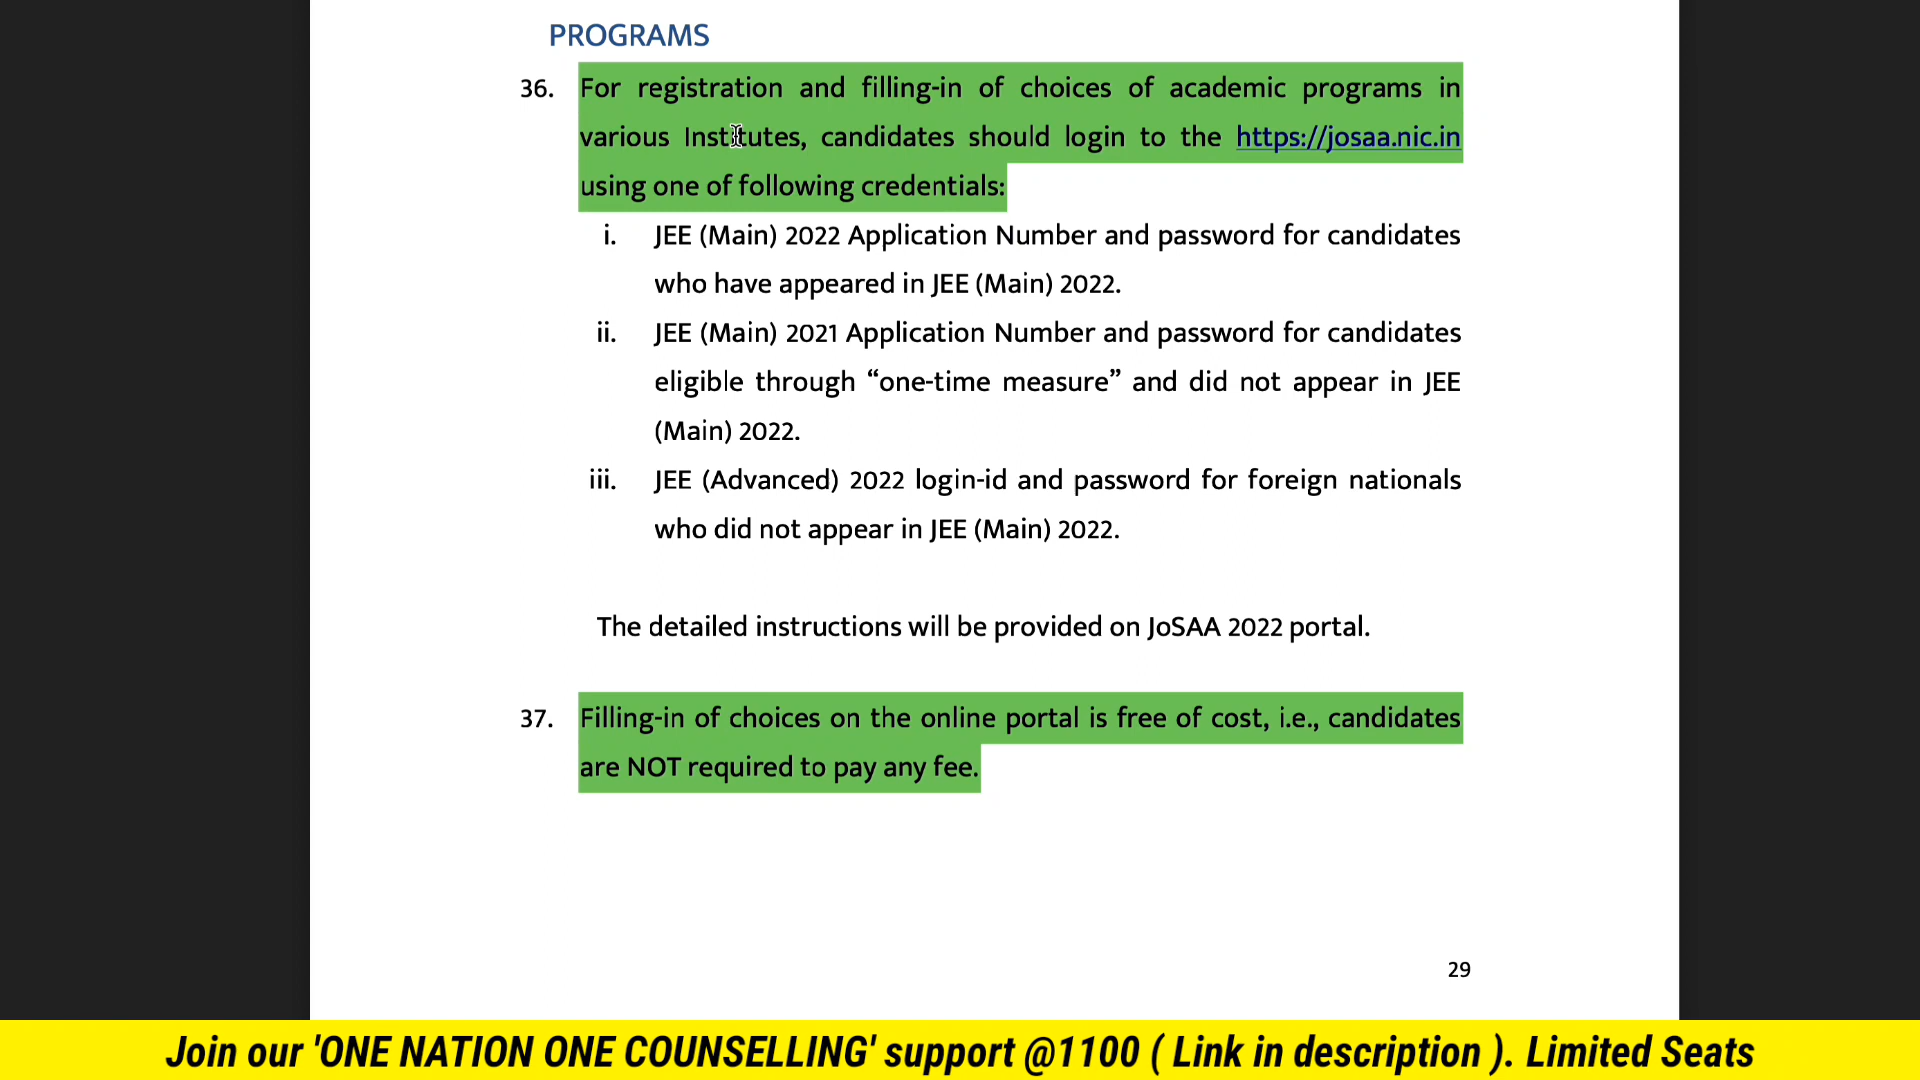 PROGRAMS
36. For registration and filling-in of choices of academic programs in
various Institutes, candidates should login to the https://josaa.nic.in
using one of following credentials:
i. JEE (Main) 2022 Application Number and password for candidates
who have appeared in JEE (Main) 2022.
ii. JEE (Main) 2021 Application Number and password for candidates
eligible through “one-time measure” and did not appear in JEE
(Main) 2022.
iii. JEE (Advanced) 2022 login-id and password for foreign nationals
who did not appear in JEE (Main) 2022.
The detailed instructions will be provided on JoSAA 2022 portal.
37. Filling-in of choices on the online portal is free of cost, i.e., candidates
are NOT required to pay any fee.
29
Join our 'ONE NATION ONE COUNSELLING' support @1100 ( Link in description ). Limited Seats